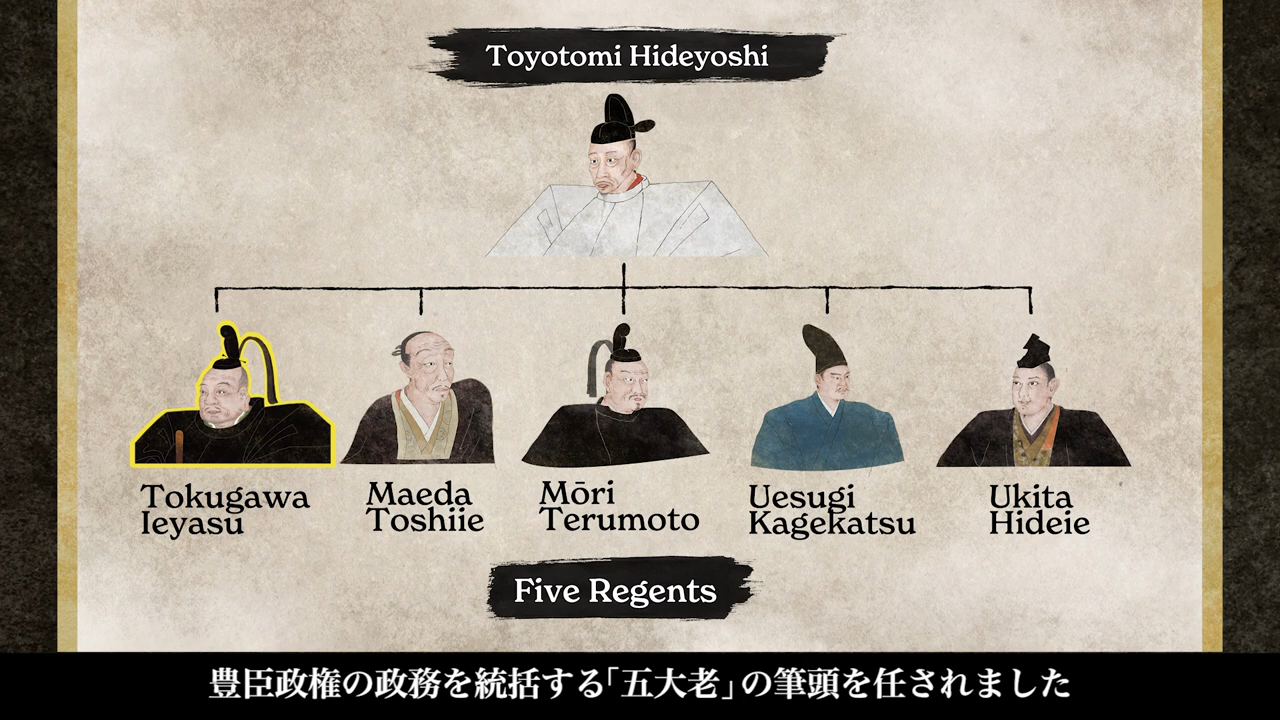 Toyotomi Hideyoshi
Tokugawa
Ieyasu
Maeda
Toshiie
Mōri
Terumoto
Uesugi
Kagekatsu
Ukita
Hideie
Five Regents
豊臣政権の政務を統括する「五大老」の筆頭を任されました